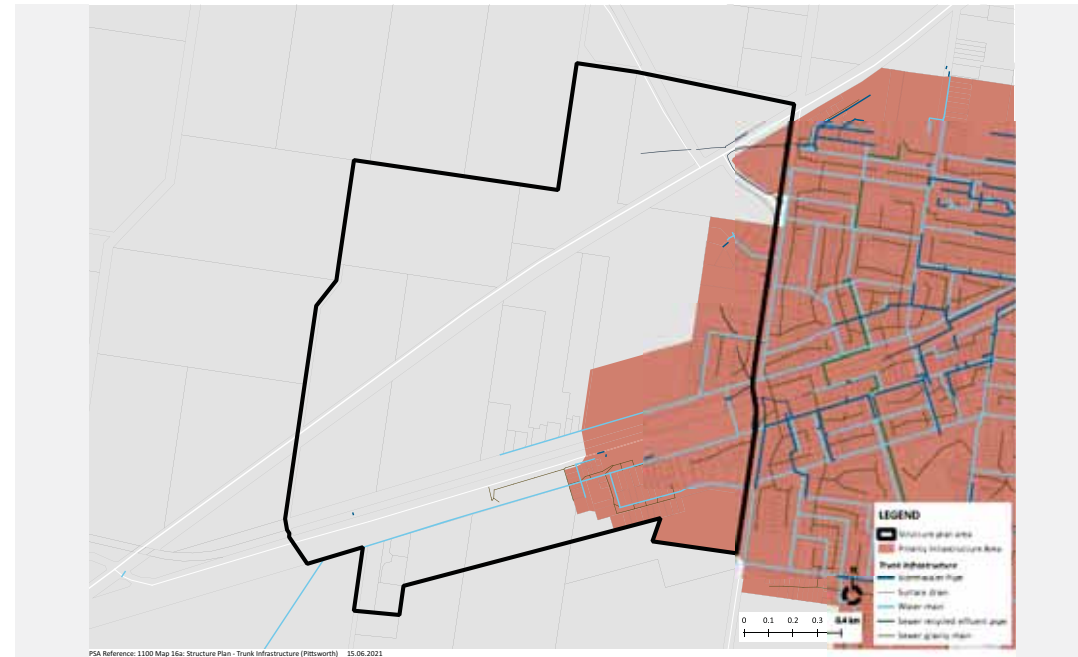 LEGEND
Structure plan area
Priority Infrastructure Area
Trunk Infrastructure
Stormwater Pipe
Surface drain
Water main
Sewer recycled effluent pipe
Sewer gravity main
N
0 0.1 0.2 0.3 0.4 km
PSA Reference: 1100 Map 16a: Structure Plan - Trunk Infrastructure (Pittsworth) 15.06.2021